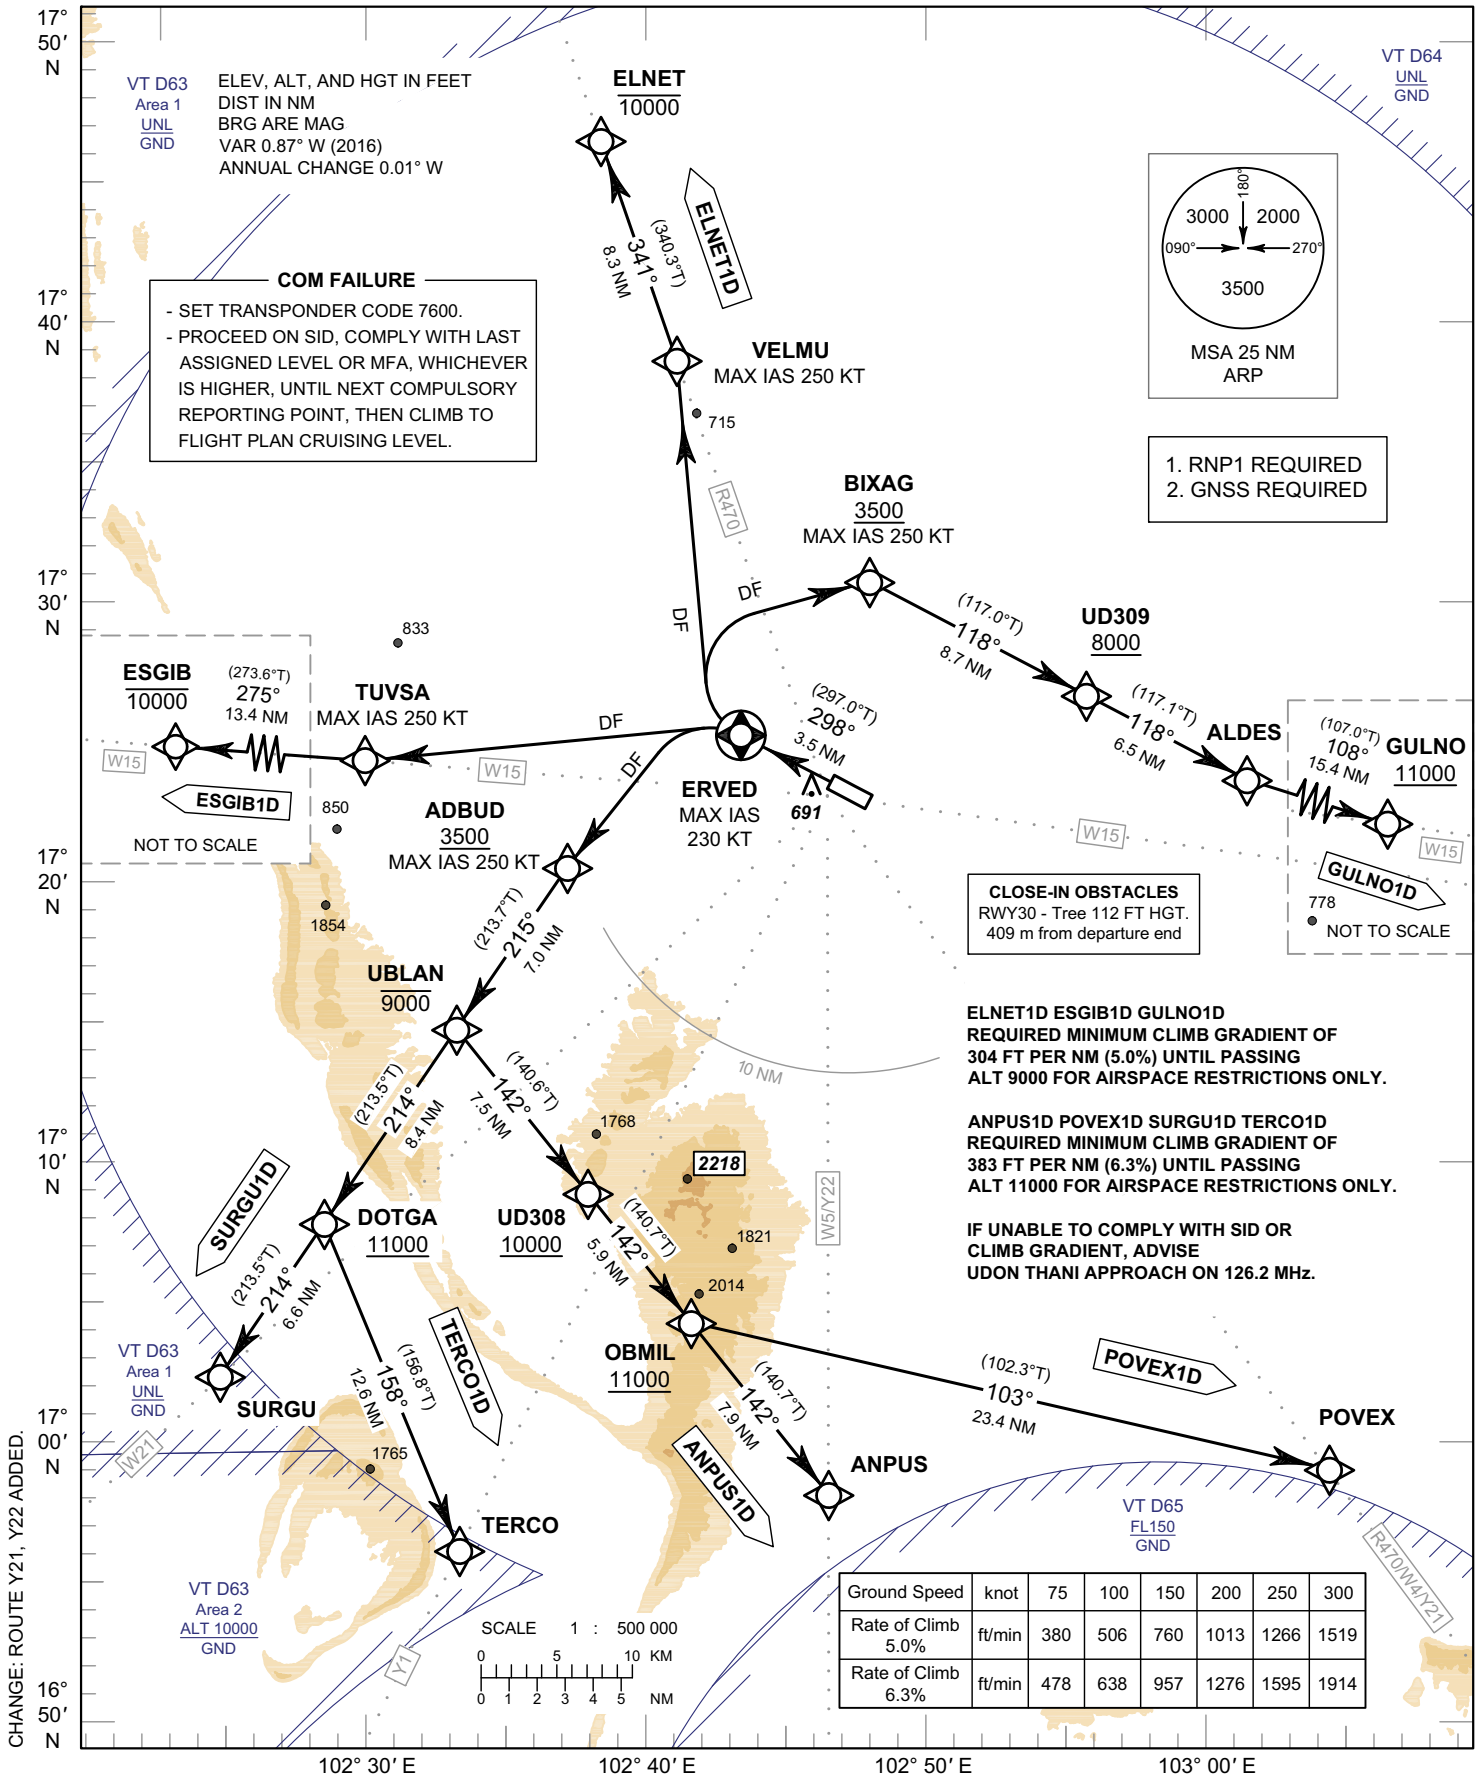 17°
50′
N
VT D63
Area 1
UNL
GND
ELEV, ALT, AND HGT IN FEET
DIST IN NM
BRG ARE MAG
VAR 0.87° W (2016)
ANNUAL CHANGE 0.01° W
ELNET
10000
VT D64
UNL
GND
180°
3000
2000
090°
270°
3500
MSA 25 NM
ARP
ELNET1D
(340.3°T)
341°
8.3 NM
COM FAILURE
- SET TRANSPONDER CODE 7600.
- PROCEED ON SID, COMPLY WITH LAST
ASSIGNED LEVEL OR MFA, WHICHEVER
IS HIGHER, UNTIL NEXT COMPULSORY
REPORTING POINT, THEN CLIMB TO
FLIGHT PLAN CRUISING LEVEL.
17°
40′
N
VELMU
MAX IAS 250 KT
715
R470
1. RNP1 REQUIRED
2. GNSS REQUIRED
BIXAG
3500
MAX IAS 250 KT
DF
DF
17°
30′
N
(117.0°T)
118°
8.7 NM
UD309
8000
833
ESGIB
10000
(273.6°T)
275°
13.4 NM
TUVSA
MAX IAS 250 KT
DF
DF
(297.0°T)
298°
3.5 NM
(117.1°T)
118°
6.5 NM
ALDES
(107.0°T)
108°
15.4 NM
GULNO
11000
W15
W15
ESGIB1D
850
NOT TO SCALE
ADBUD
3500
MAX IAS 250 KT
ERVED
MAX IAS
230 KT
691
W15
W15
17°
20′
N
GULNO1D
778
NOT TO SCALE
CLOSE-IN OBSTACLES
RWY30 - Tree 112 FT HGT.
409 m from departure end
1854
(213.7°T)
215°
7.0 NM
UBLAN
9000
10 NM
ELNET1D ESGIB1D GULNO1D
REQUIRED MINIMUM CLIMB GRADIENT OF
304 FT PER NM (5.0%) UNTIL PASSING
ALT 9000 FOR AIRSPACE RESTRICTIONS ONLY.
ANPUS1D POVEX1D SURGU1D TERCO1D
REQUIRED MINIMUM CLIMB GRADIENT OF
383 FT PER NM (6.3%) UNTIL PASSING
ALT 11000 FOR AIRSPACE RESTRICTIONS ONLY.
IF UNABLE TO COMPLY WITH SID OR
CLIMB GRADIENT, ADVISE
UDON THANI APPROACH ON 126.2 MHz.
(213.5°T)
214°
8.4 NM
(140.6°T)
142°
7.5 NM
1768
2218
17°
10′
N
SURGU1D
DOTGA
11000
UD308
10000
(140.7°T)
142°
5.9 NM
1821
2014
W5/Y22
(213.5°T)
214°
6.6 NM
TERCO1D
(156.8°T)
158°
12.6 NM
OBMIL
11000
(140.7°T)
142°
7.9 NM
(102.3°T)
103°
23.4 NM
POVEX1D
POVEX
VT D63
Area 1
UNL
GND
SURGU
17°
00′
N
W21
1765
ANPUS1D
ANPUS
TERCO
VT D65
FL150
GND
R470/W4/Y21
VT D63
Area 2
ALT 10000
GND
Y1
SCALE 1 : 500 000
0 5 10 KM
0 1 2 3 4 5 NM
Ground Speed knot 75 100 150 200 250 300
Rate of Climb 5.0% ft/min 380 506 760 1013 1266 1519
Rate of Climb 6.3% ft/min 478 638 957 1276 1595 1914
16°
50′
N
102° 30′ E
102° 40′ E
102° 50′ E
103° 00′ E
CHANGE: ROUTE Y21, Y22 ADDED.